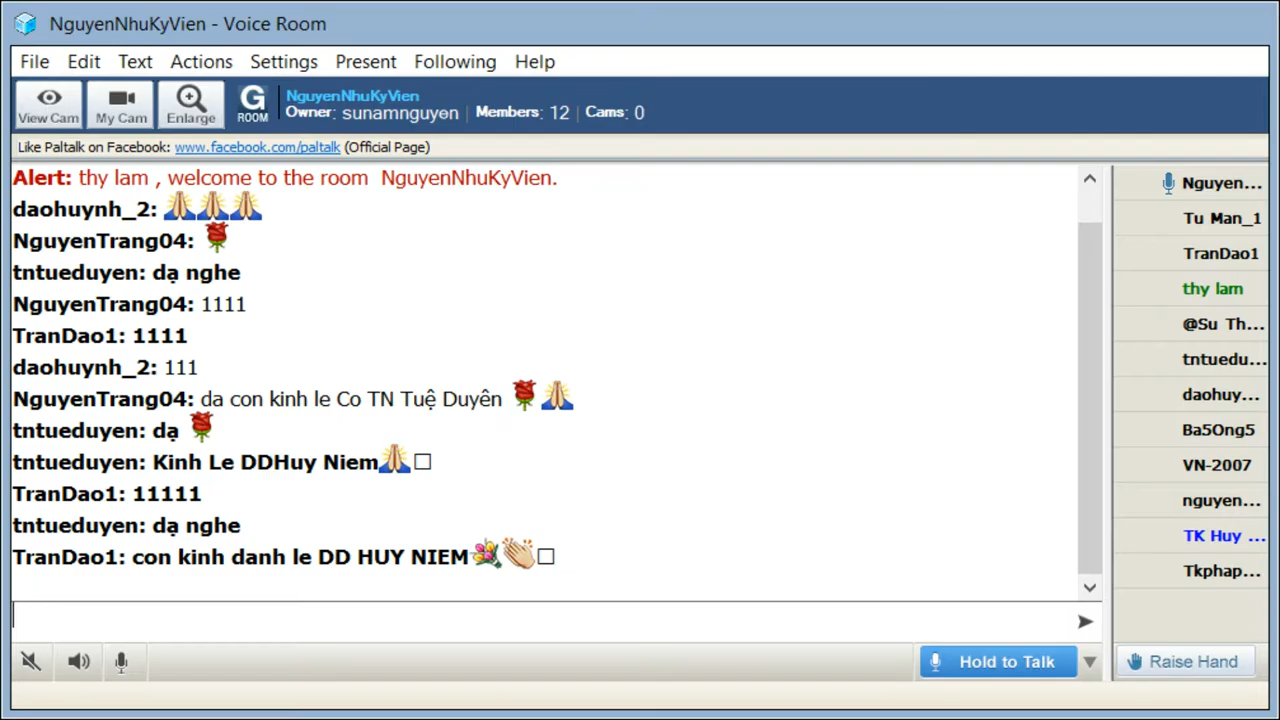 NguyenNhuKyVien - Voice Room
File Edit Text Actions Settings Present Following Help
View Cam My Cam Enlarge G ROOM
NguyenNhuKyVien
Owner: sunamnguyen | Members: 12 | Cams: 0
Like Paltalk on Facebook: www.facebook.com/paltalk (Official Page)
Alert: thy lam , welcome to the room NguyenNhuKyVien.
daohuynh_2: 🙏🙏🙏
NguyenTrang04: 🌹
tntueduyen: dạ nghe
NguyenTrang04: 1111
TranDao1: 1111
daohuynh_2: 111
NguyenTrang04: da con kinh le Co TN Tuệ Duyên 🌹🙏
tntueduyen: dạ 🌹
tntueduyen: Kinh Le DDHuy Niem🙏□
TranDao1: 11111
tntueduyen: dạ nghe
TranDao1: con kinh danh le DD HUY NIEM💐👏□
Nguyen...
Tu Man_1
TranDao1
thy lam
@Su Th...
tntuedu...
daohuy...
Ba5Ong5
VN-2007
nguyen...
TK Huy ...
Tkphap...
Hold to Talk
Raise Hand